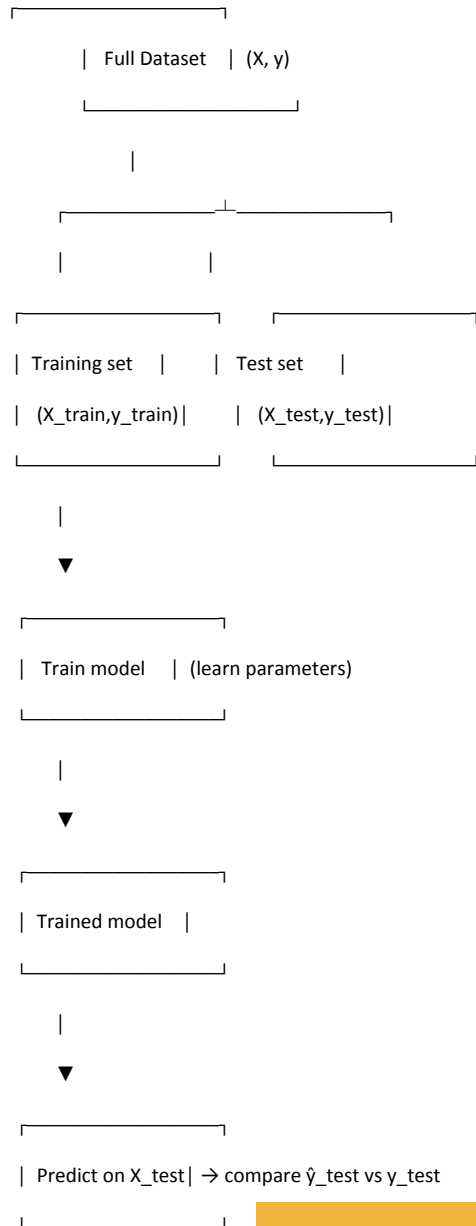 Full Dataset (X, y)
Training set Test set
(X_train,y_train) (X_test,y_test)
Train model (learn parameters)
Trained model
Predict on X_test → compare ŷ_test vs y_test